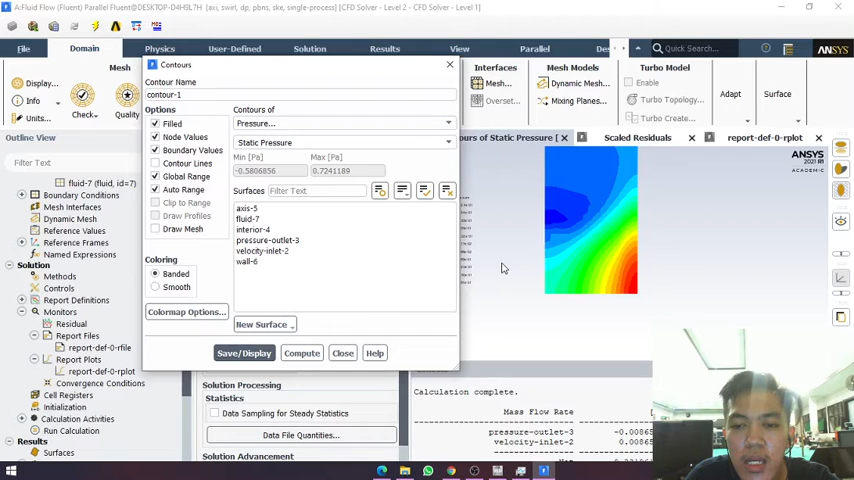 A:Fluid Flow (Fluent) Parallel Fluent@DESKTOP-D4H9L7H [axi, swirl, dp, pbns, ske, single-process] [CFD Solver - Level 2 - CFD Solver - Level 1]
File Domain Physics User-Defined Solution Results View Parallel Des
Quick Search...
ANSYS
Mesh
Display...
Info
Units...
Check
Quality
Interfaces
Mesh...
Overset...
Mesh Models
Dynamic Mesh...
Mixing Planes...
Turbo Model
Enable
Turbo Topology...
Turbo Create...
Adapt
Surface
Outline View
Filter Text
fluid-7 (fluid, id=7)
Boundary Conditions
Mesh Interfaces
Dynamic Mesh
Reference Values
Reference Frames
Named Expressions
Solution
Methods
Controls
Report Definitions
Monitors
Residual
Report Files
report-def-0-rfile
Report Plots
report-def-0-rplot
Convergence Conditions
Cell Registers
Initialization
Calculation Activities
Run Calculation
Results
Surfaces
Contours
Contour Name
contour-1
Options
Filled
Node Values
Boundary Values
Contour Lines
Global Range
Auto Range
Clip to Range
Draw Profiles
Draw Mesh
Coloring
Banded
Smooth
Colormap Options...
Contours of
Pressure...
Static Pressure
Min [Pa] Max [Pa]
-0.5806856 0.7241189
Surfaces Filter Text
axis-5
fluid-7
interior-4
pressure-outlet-3
velocity-inlet-2
wall-6
New Surface
Save/Display Compute Close Help
Solution Processing
Statistics
Data Sampling for Steady Statistics
Data File Quantities...
Solution Advancement
ours of Static Pressure [ Scaled Residuals report-def-0-rplot
ANSYS
2021 R1
ACADEMIC
Calculation complete.
Mass Flow Rate
pressure-outlet-3 -0.0086
velocity-inlet-2 0.0086